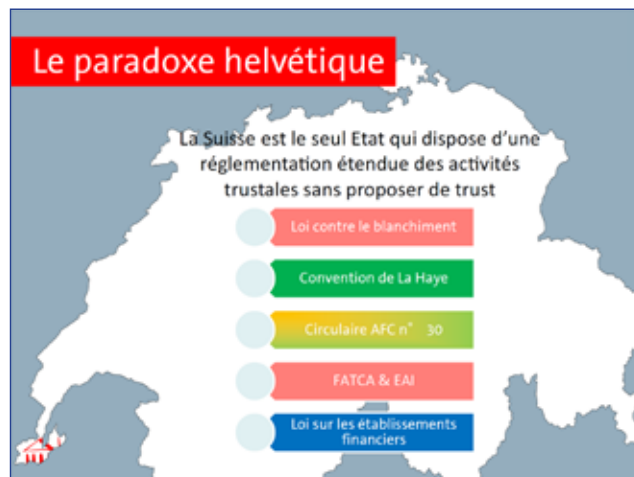 Le paradoxe helvétique
La Suisse est le seul Etat qui dispose d'une
réglementation étendue des activités
trustales sans proposer de trust
Loi contre le blanchiment
Convention de La Haye
Circulaire AFC n° 30
FATCA & EAI
Loi sur les établissements
financiers